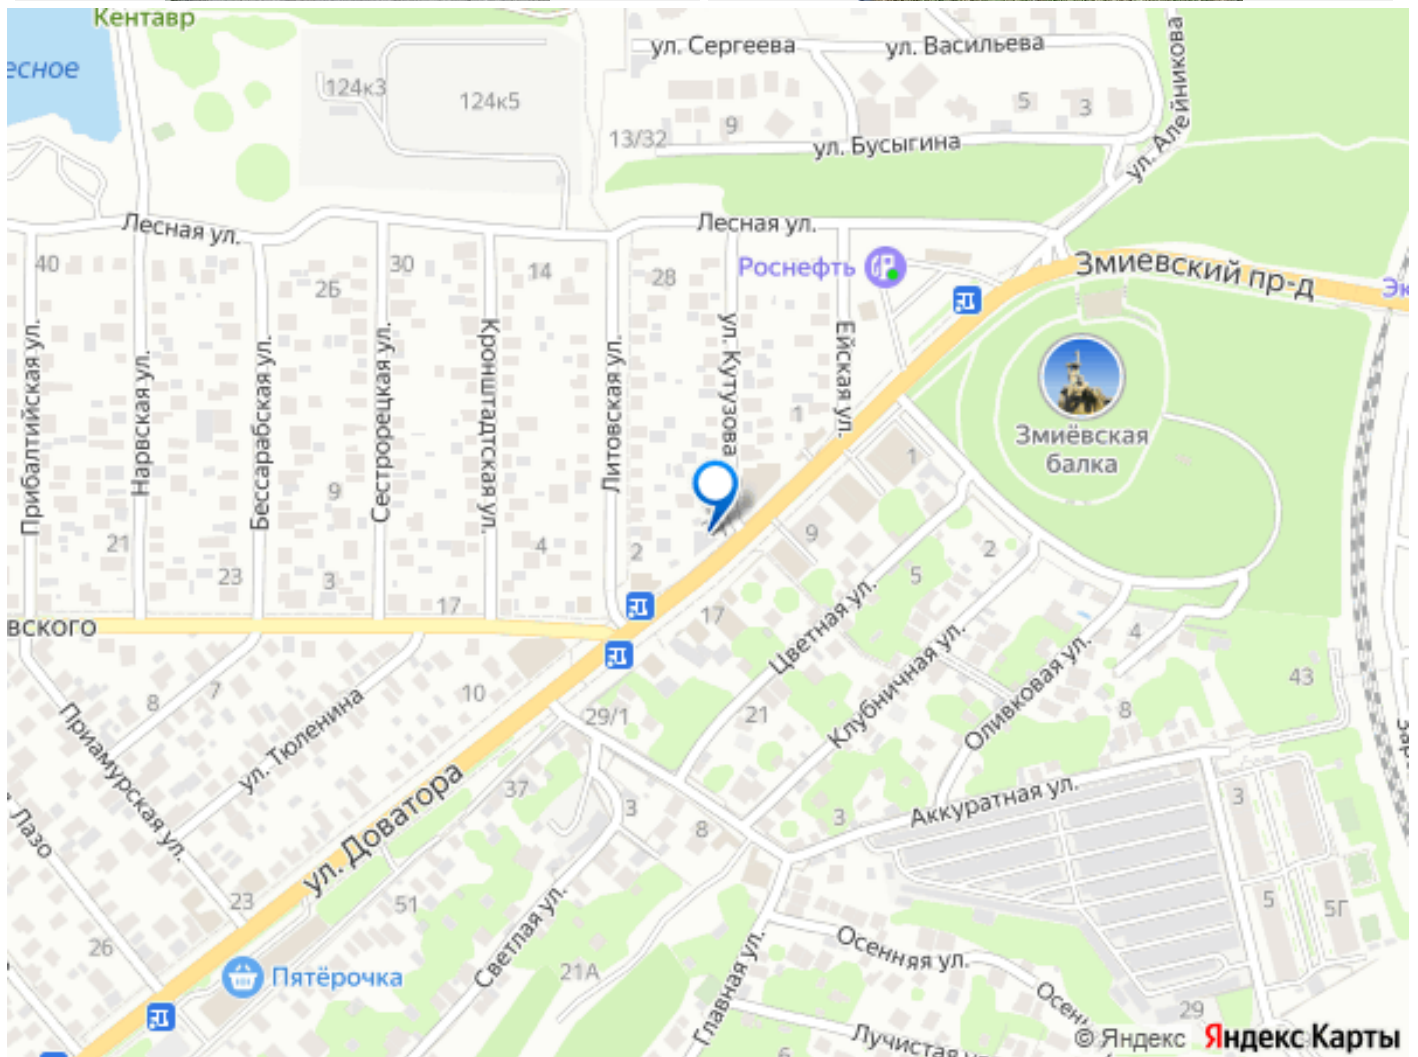 Кентавр
есное
124к3
124к5
ул. Сергеева
ул. Васильева
ул. Алейникова
9
5
3
13/32
ул. Бусыгина
Лесная ул.
Лесная ул.
Змиевский пр-д
Эк
40
26
30
14
28
Роснефть
Прибалтийская ул.
Нарвская ул.
Бессарабская ул.
Сестрорецкая ул.
Кронштадтская ул.
Литовская ул.
ул. Кутузова
Ейская ул.
1
1
Змиёвская
балка
9
21
23
3
4
2
17
9
2
5
17
вского
Цветная ул.
Клубничная ул.
Оливковая ул.
4
43
8
7
10
29/1
21
8
Приамурская ул.
ул. Тюленина
ул. Доватора
Лазо
37
3
8
3
Аккуратная ул.
3
23
51
26
Светлая ул.
5
5Г
Пятёрочка
21А
Главная ул.
Осенняя ул.
Осен
29
Лучистая ул
6
© Яндекс Яндекс Карты